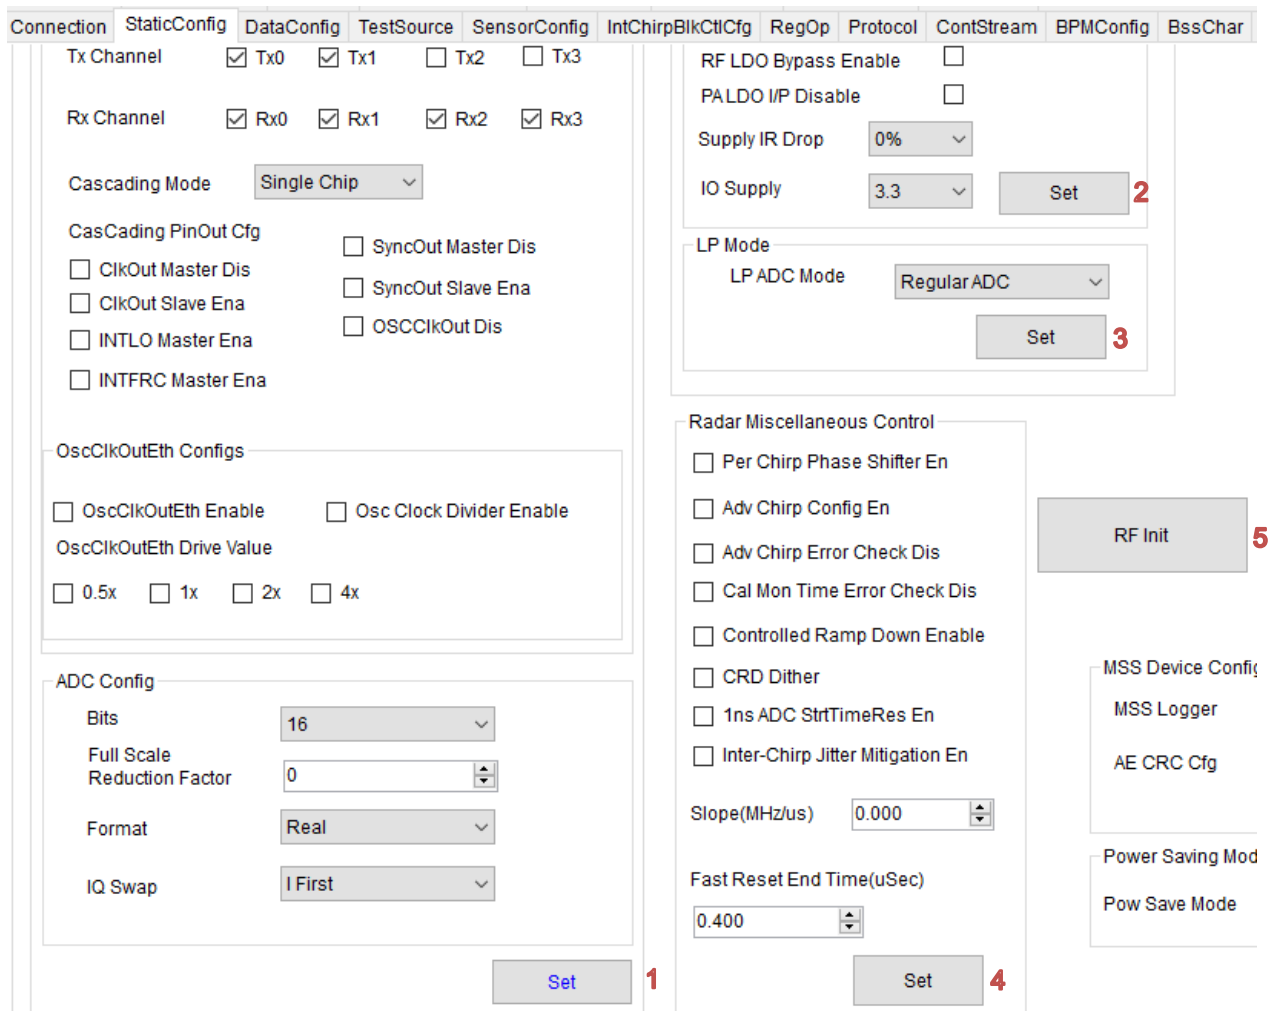 Connection StaticConfig DataConfig TestSource SensorConfig IntChirpBlkCtlCfg RegOp Protocol ContStream BPMConfig BssChar
Tx Channel Tx0 Tx1 Tx2 Tx3
Rx Channel Rx0 Rx1 Rx2 Rx3
Cascading Mode Single Chip
CasCading PinOut Cfg
ClkOut Master Dis
ClkOut Slave Ena
INTLO Master Ena
INTFRC Master Ena
SyncOut Master Dis
SyncOut Slave Ena
OSCClkOut Dis
OscClkOutEth Configs
OscClkOutEth Enable Osc Clock Divider Enable
OscClkOutEth Drive Value
0.5x 1x 2x 4x
ADC Config
Bits 16
Full Scale
Reduction Factor 0
Format Real
IQ Swap I First
Set 1
RF LDO Bypass Enable
PA LDO I/P Disable
Supply IR Drop 0%
IO Supply 3.3 Set 2
LP Mode
LP ADC Mode Regular ADC
Set 3
Radar Miscellaneous Control
Per Chirp Phase Shifter En
Adv Chirp Config En
Adv Chirp Error Check Dis
Cal Mon Time Error Check Dis
Controlled Ramp Down Enable
CRD Dither
1ns ADC StrtTimeRes En
Inter-Chirp Jitter Mitigation En
Slope(MHz/us) 0.000
Fast Reset End Time(uSec)
0.400
Set 4
RF Init 5
MSS Device Config
MSS Logger
AE CRC Cfg
Power Saving Mod
Pow Save Mode